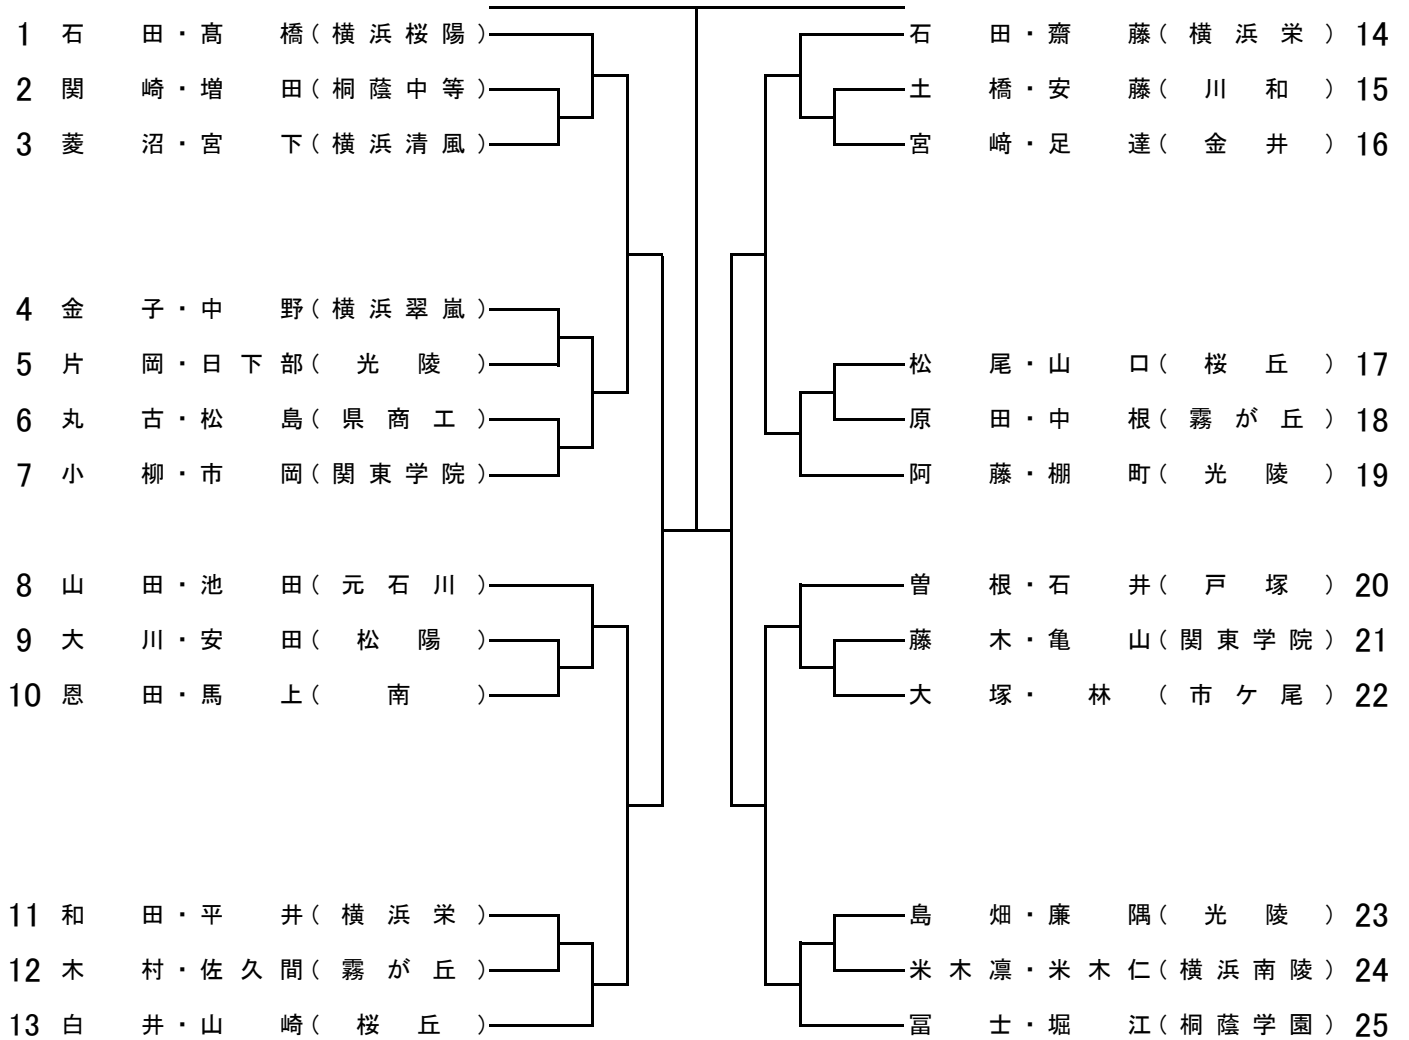 1 石田・髙橋(横浜桜陽)
2 関崎・増田(桐蔭中等)
3 菱沼・宮下(横浜清風)
4 金子・中野(横浜翠嵐)
5 片岡・日下部(光陵)
6 丸古・松島(県商工)
7 小柳・市岡(関東学院)
8 山田・池田(元石川)
9 大川・安田(松陽)
10 恩田・馬上(南)
11 和田・平井(横浜栄)
12 木村・佐久間(霧が丘)
13 白井・山崎(桜丘)
石田・齋藤(横浜栄) 14
土橋・安藤(川和) 15
宮﨑・足達(金井) 16
松尾・山口(桜丘) 17
原田・中根(霧が丘) 18
阿藤・棚町(光陵) 19
曽根・石井(戸塚) 20
藤木・亀山(関東学院) 21
大塚・林(市ケ尾) 22
島畑・廉隅(光陵) 23
米木凛・米木仁(横浜南陵) 24
冨士・堀江(桐蔭学園) 25